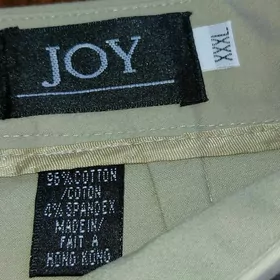 JOY
XXXL
96% COTTON
/COTON
4% SPANDEX
MADE IN/
FAIT A
HONG KONG